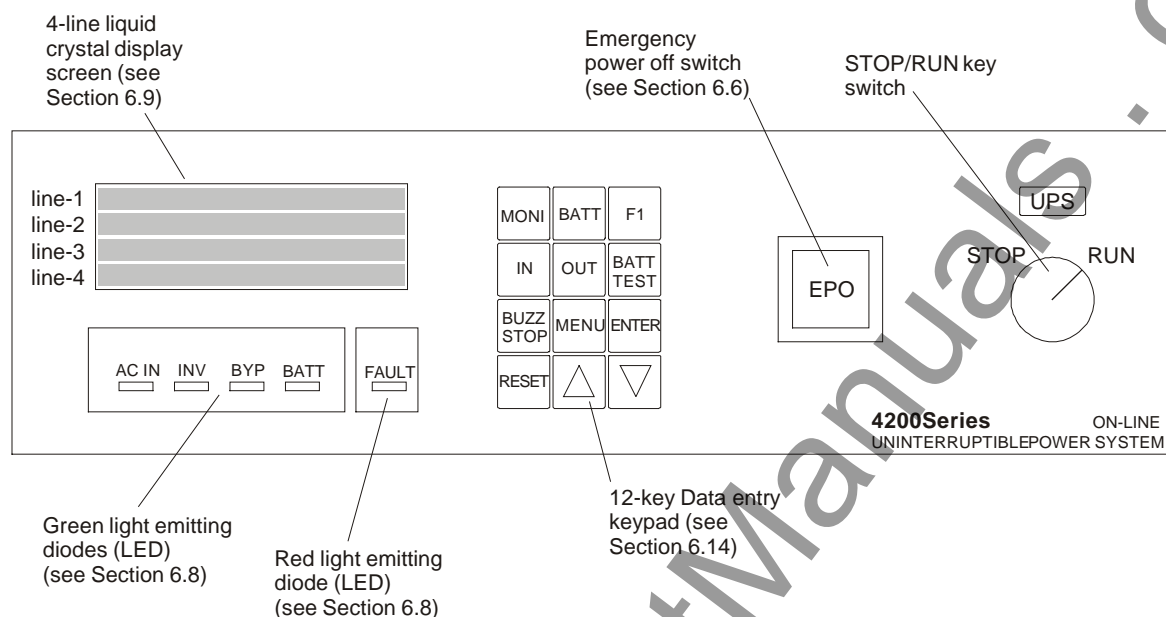 4-line liquid
crystal display
screen (see
Section 6.9)
Emergency
power off switch
(see Section 6.6)
STOP/RUN key
switch
line-1
line-2
line-3
line-4
MONI BATT F1
IN OUT BATT TEST
BUZZ STOP MENU ENTER
RESET
EPO
UPS
STOP RUN
AC IN INV BYP BATT FAULT
4200Series ON-LINE
UNINTERRUPTIBLEPOWER SYSTEM
Green light emitting
diodes (LED)
(see Section 6.8)
Red light emitting
diode (LED)
(see Section 6.8)
12-key Data entry
keypad (see
Section 6.14)